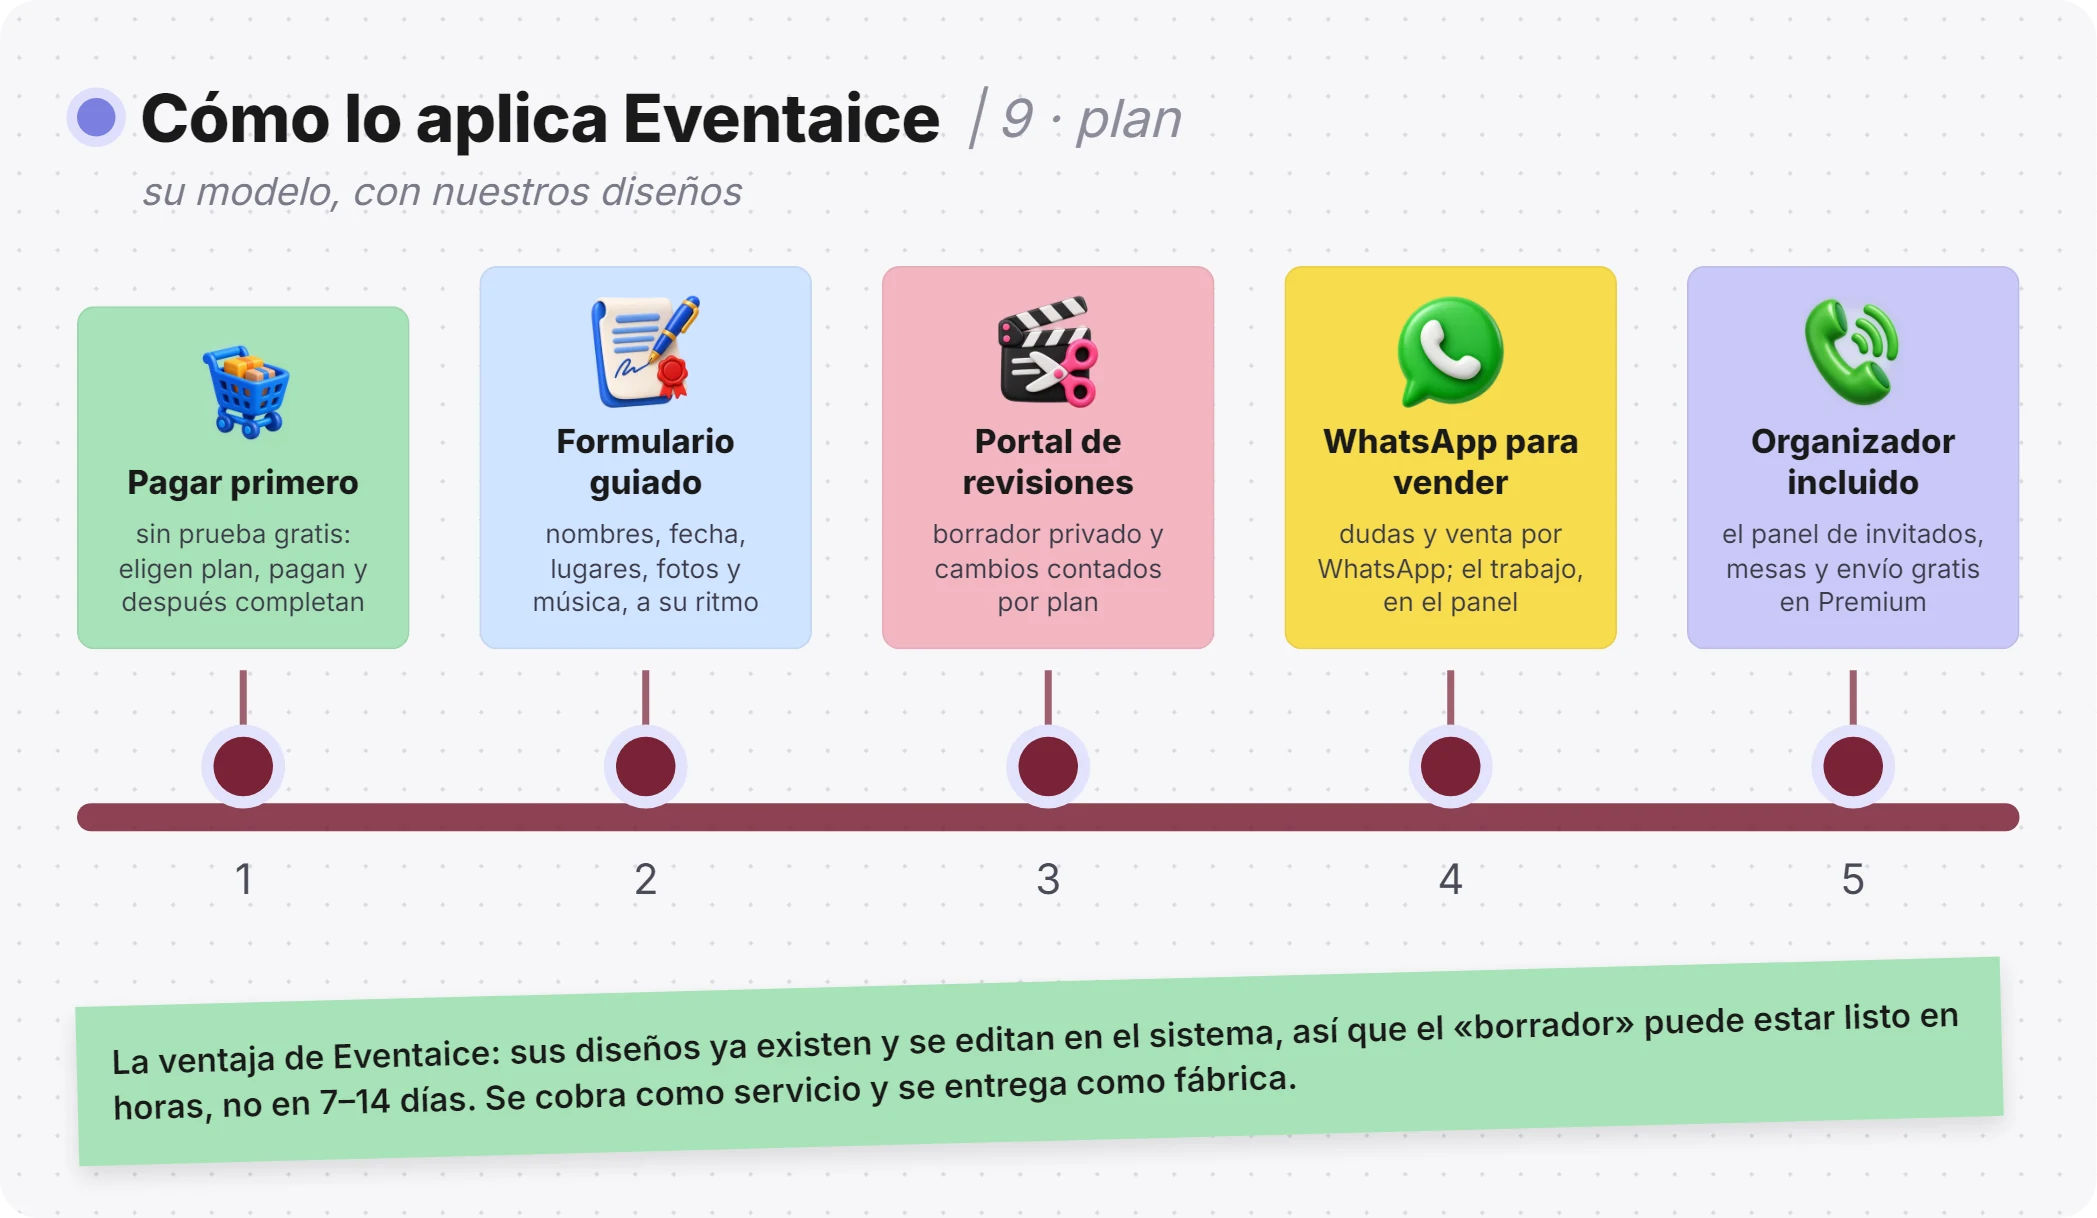 Cómo lo aplica Eventaice | 9 · plan
su modelo, con nuestros diseños
Pagar primero
sin prueba gratis:
eligen plan, pagan y
después completan
Formulario
guiado
nombres, fecha,
lugares, fotos y
música, a su ritmo
Portal de
revisiones
borrador privado y
cambios contados
por plan
WhatsApp para
vender
dudas y venta por
WhatsApp; el trabajo,
en el panel
Organizador
incluido
el panel de invitados,
mesas y envío gratis
en Premium
1
2
3
4
5
La ventaja de Eventaice: sus diseños ya existen y se editan en el sistema, así que el «borrador» puede estar listo en
horas, no en 7–14 días. Se cobra como servicio y se entrega como fábrica.